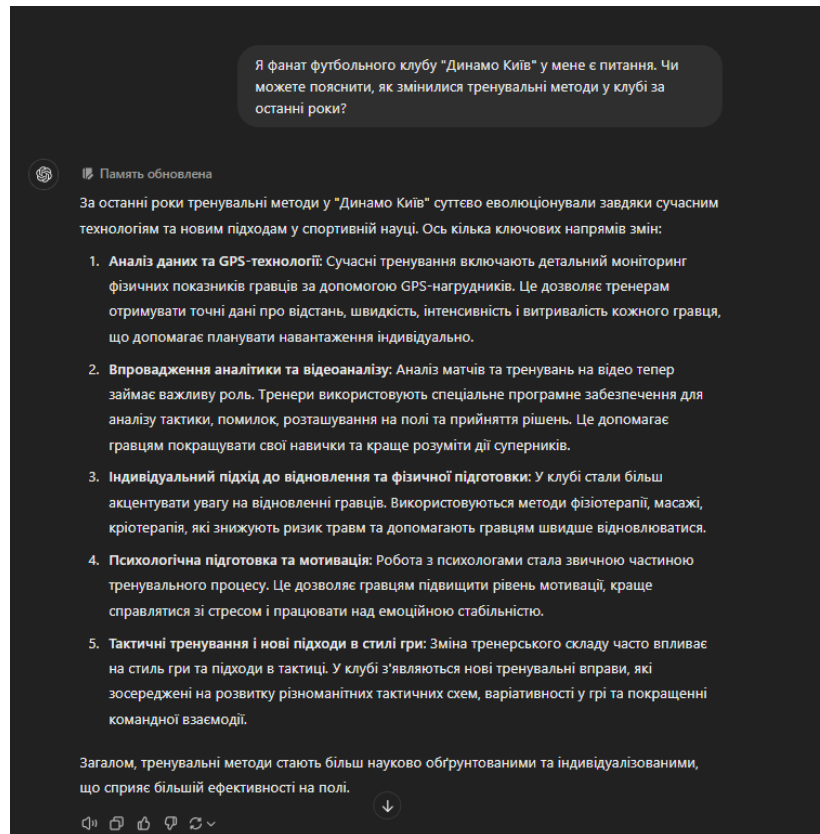 Я фанат футбольного клубу "Динамо Київ" у мене є питання. Чи
можете пояснити, як змінилися тренувальні методи у клубі за
останні роки?
Память обновлена
За останні роки тренувальні методи у "Динамо Київ" суттєво еволюціонували завдяки сучасним
технологіям та новим підходам у спортивній науці. Ось кілька ключових напрямів змін:
1. Аналіз даних та GPS-технології: Сучасні тренування включають детальний моніторинг
фізичних показників гравців за допомогою GPS-нагрудників. Це дозволяє тренерам
отримувати точні дані про відстань, швидкість, інтенсивність і витривалість кожного гравця,
що допомагає планувати навантаження індивідуально.
2. Впровадження аналітики та відеоаналізу: Аналіз матчів та тренувань на відео тепер
займає важливу роль. Тренери використовують спеціальне програмне забезпечення для
аналізу тактики, помилок, розташування на полі та прийняття рішень. Це допомагає
гравцям покращувати свої навички та краще розуміти дії суперників.
3. Індивідуальний підхід до відновлення та фізичної підготовки: У клубі стали більш
акцентувати увагу на відновленні гравців. Використовуються методи фізіотерапії, масажі,
кріотерапія, які знижують ризик травм та допомагають гравцям швидше відновлюватися.
4. Психологічна підготовка та мотивація: Робота з психологами стала звичною частиною
тренувального процесу. Це дозволяє гравцям підвищити рівень мотивації, краще
справлятися зі стресом і працювати над емоційною стабільністю.
5. Тактичні тренування і нові підходи в стилі гри: Зміна тренерського складу часто впливає
на стиль гри та підходи в тактиці. У клубі з'являються нові тренувальні вправи, які
зосереджені на розвитку різноманітних тактичних схем, варіативності у грі та покращенні
командної взаємодії.
Загалом, тренувальні методи стають більш науково обґрунтованими та індивідуалізованими,
що сприяє більшій ефективності на полі.